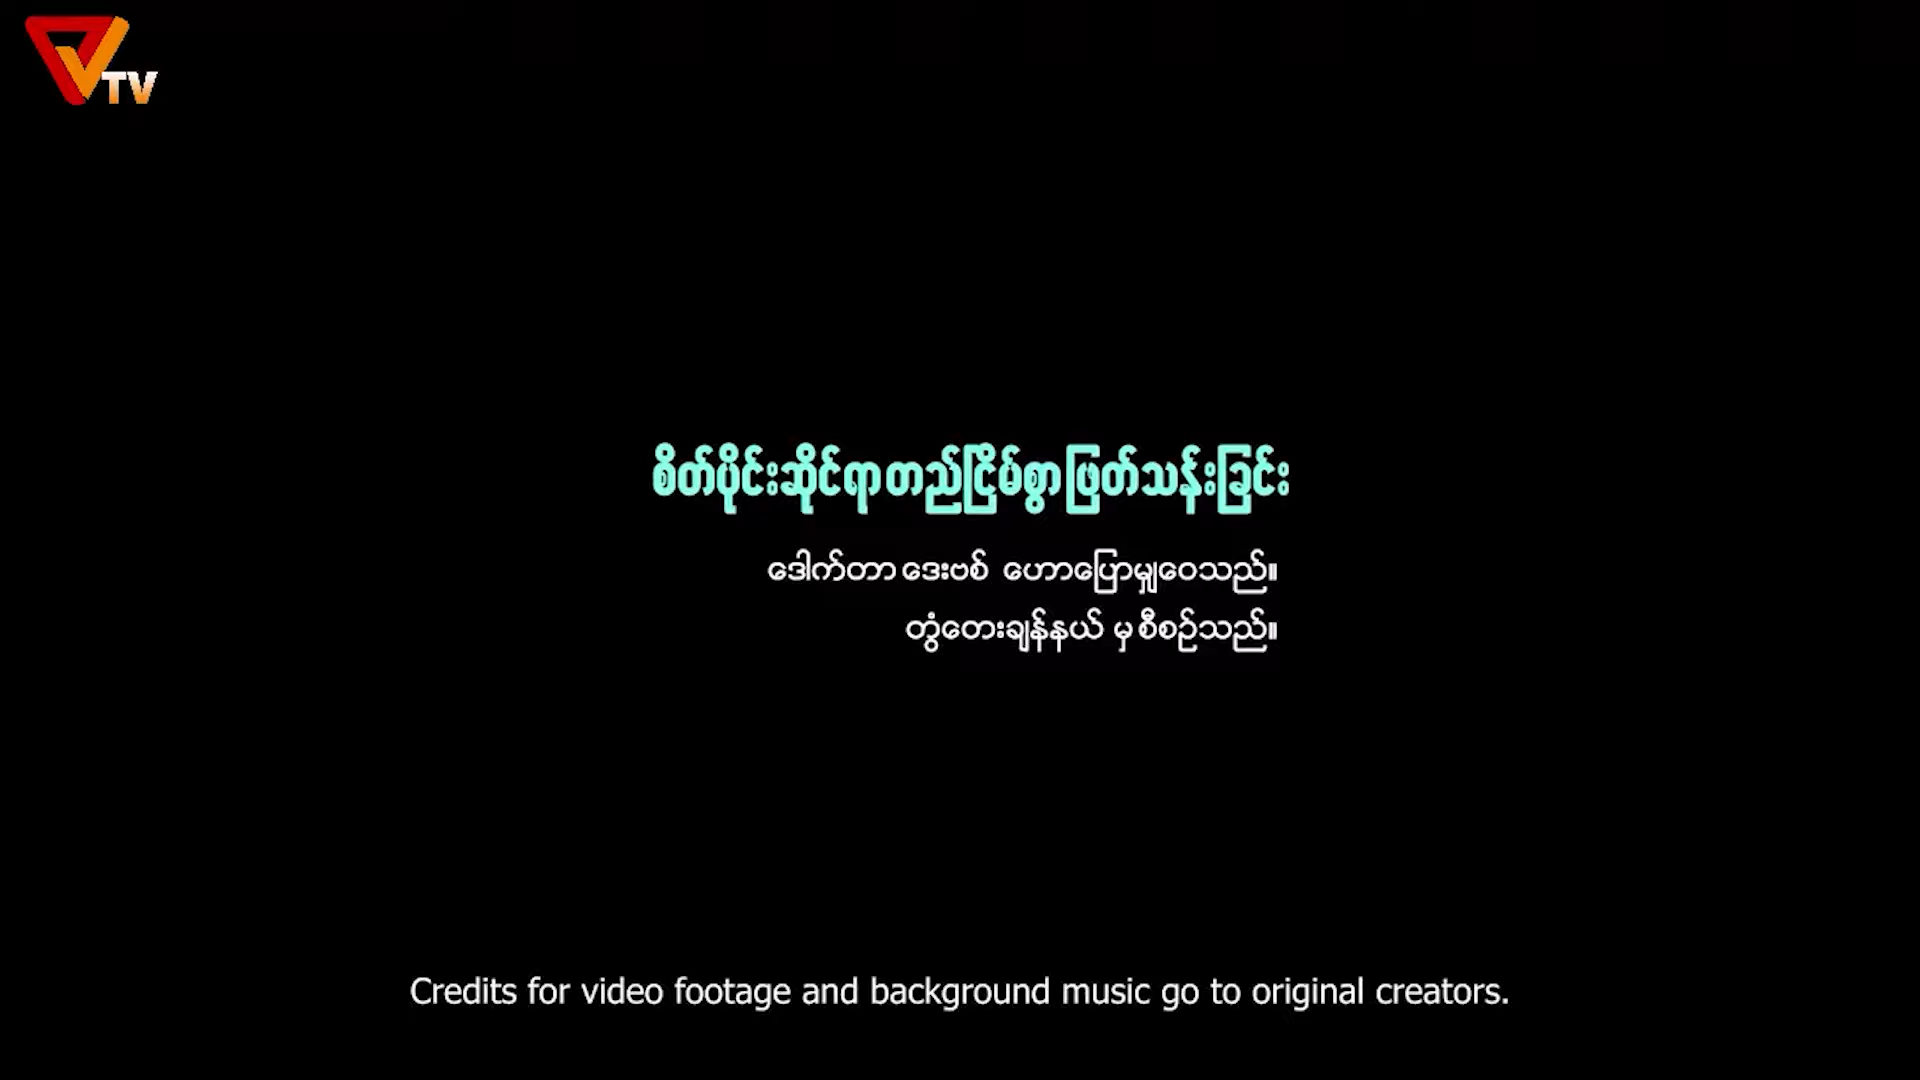 TV
စိတ်ပိုင်းဆိုင်ရာတည်ငြိမ်စွာဖြတ်သန်းခြင်း
ဒေါက်တာ ဒေးဗစ် ဟောပြောမျှဝေသည်။
တွံတေးချန်နယ် မှ စီစဉ်သည်။
Credits for video footage and background music go to original creators.